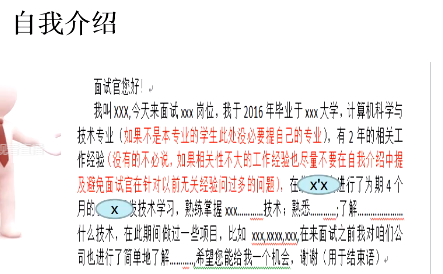 自我介绍
面试官您好！
我叫XXX,今天来面试xxx岗位，我于2016年毕业于xxx大学，计算机科学与
技术专业（如果不是本专业的学生此处没必要提自己的专业），有2年的相关工
作经验（没有的不必说，如果相关性不大的工作经验也尽量不要在自我介绍中提
及避免面试官在针对以前无关经验问过多的问题），在 x'x 进行了为期4个
月的 x 发技术学习，熟练掌握xxx............技术；熟悉............;了解.....................
什么技术，在此期间做过一些项目，比如 xxx,xxxx,xxx,在来面试之前我对咱们公
司也进行了简单地了解.........,希望您能给我一个机会，谢谢（用于结束语）